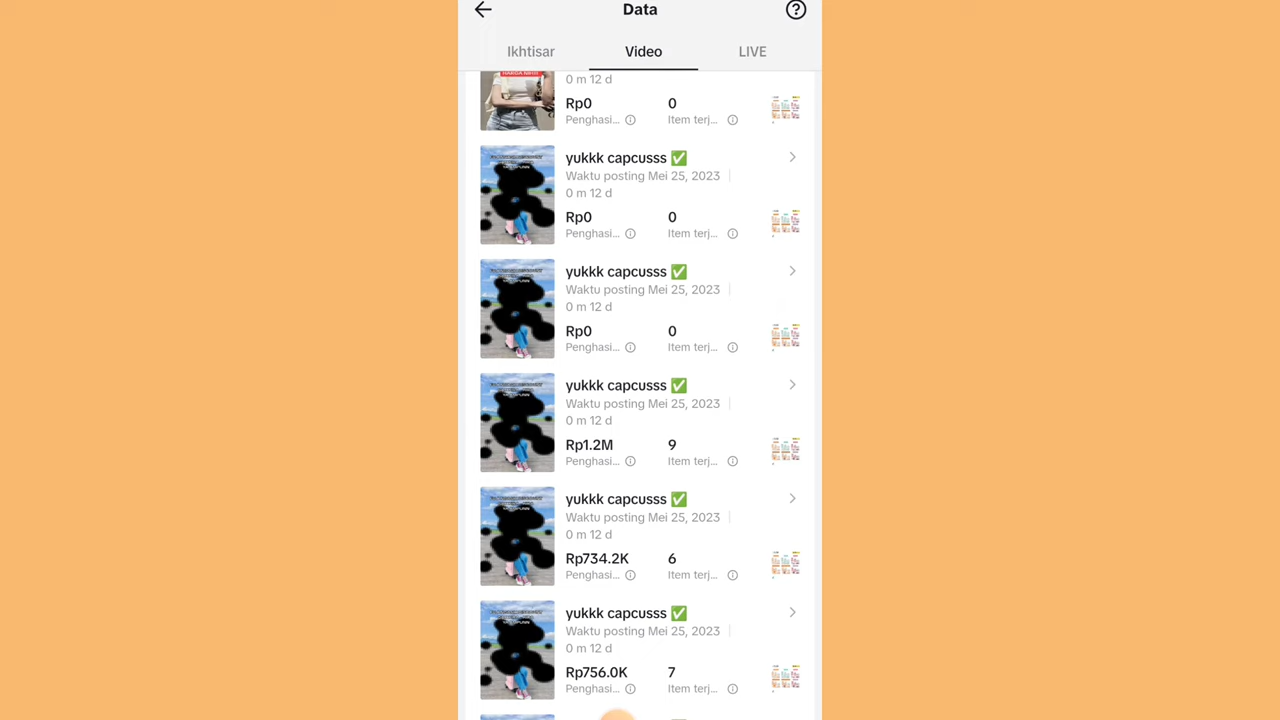 Data
Ikhtisar
Video
LIVE
0 m 12 d
Rp0
0
Penghasi...
Item terj...
yukkk capcusss ✅
Waktu posting Mei 25, 2023
0 m 12 d
Rp0
0
Penghasi...
Item terj...
yukkk capcusss ✅
Waktu posting Mei 25, 2023
0 m 12 d
Rp0
0
Penghasi...
Item terj...
yukkk capcusss ✅
Waktu posting Mei 25, 2023
0 m 12 d
Rp1.2M
9
Penghasi...
Item terj...
yukkk capcusss ✅
Waktu posting Mei 25, 2023
0 m 12 d
Rp734.2K
6
Penghasi...
Item terj...
yukkk capcusss ✅
Waktu posting Mei 25, 2023
0 m 12 d
Rp756.0K
7
Penghasi...
Item terj...